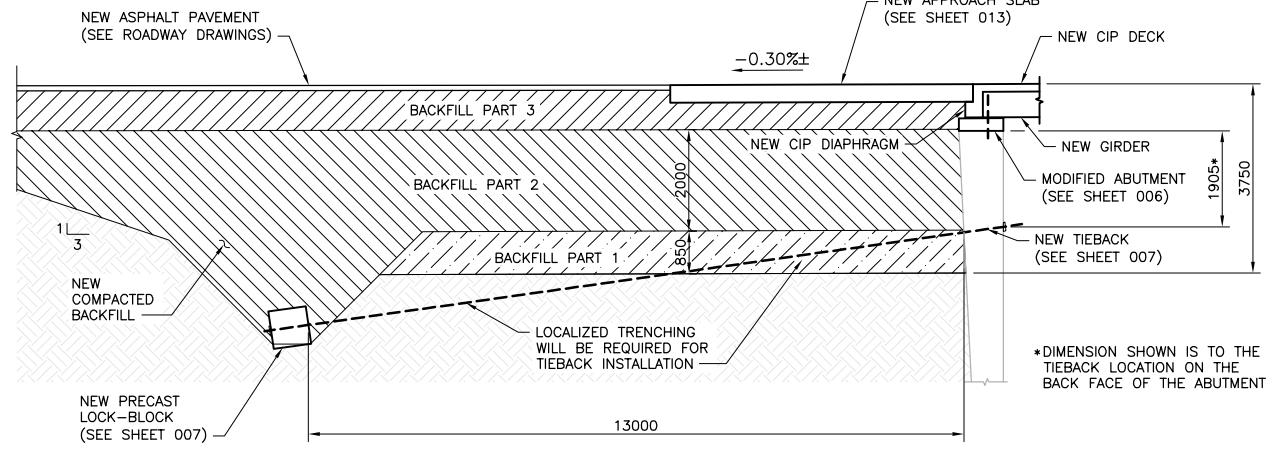 NEW ASPHALT PAVEMENT
(SEE ROADWAY DRAWINGS)
NEW APPROACH SLAB
(SEE SHEET 013)
NEW CIP DECK
-0.30%±
BACKFILL PART 3
NEW CIP DIAPHRAGM
NEW GIRDER
BACKFILL PART 2
2000
MODIFIED ABUTMENT
(SEE SHEET 006)
1905*
3750
1
3
850
BACKFILL PART 1
NEW TIEBACK
(SEE SHEET 007)
NEW
COMPACTED
BACKFILL
LOCALIZED TRENCHING
WILL BE REQUIRED FOR
TIEBACK INSTALLATION
*DIMENSION SHOWN IS TO THE
TIEBACK LOCATION ON THE
BACK FACE OF THE ABUTMENT
NEW PRECAST
LOCK-BLOCK
(SEE SHEET 007)
13000